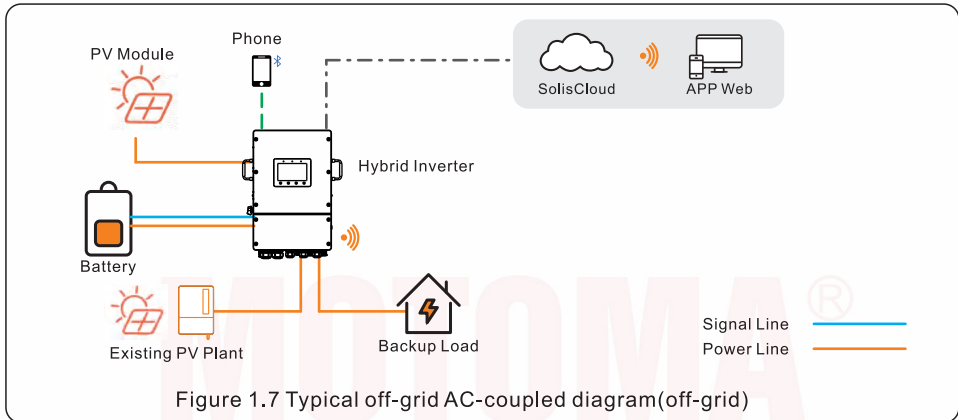 Phone
PV Module
SolisCloud
APP Web
Hybrid Inverter
Battery
Existing PV Plant
Backup Load
Signal Line
Power Line
MOTOMA®
Figure 1.7 Typical off-grid AC-coupled diagram(off-grid)